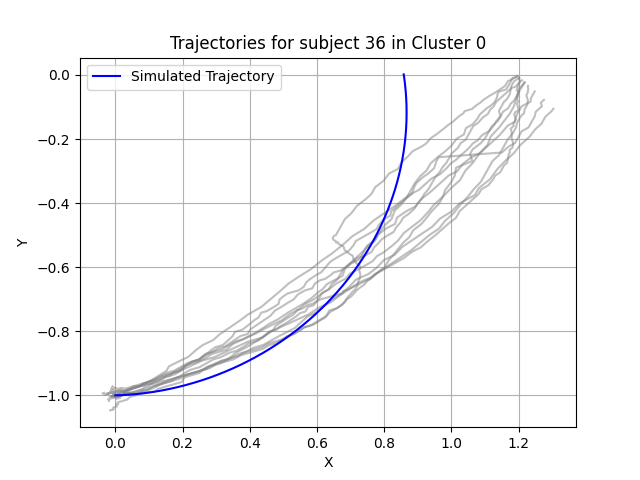 Trajectories for subject 36 in Cluster 0
Simulated Trajectory
Y
0.0
−0.2
−0.4
−0.6
−0.8
−1.0
0.0 0.2 0.4 0.6 0.8 1.0 1.2
X